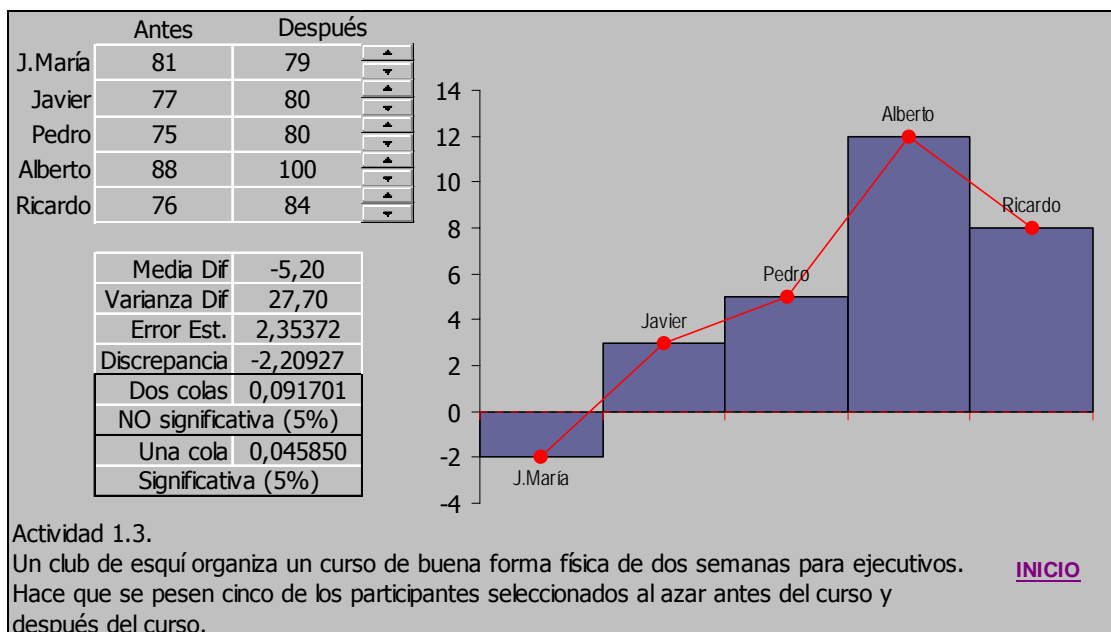 Antes Después
J.María 81 79
Javier 77 80
Pedro 75 80
Alberto 88 100
Ricardo 76 84
Media Dif -5,20
Varianza Dif 27,70
Error Est. 2,35372
Discrepancia -2,20927
Dos colas 0,091701
NO significativa (5%)
Una cola 0,045850
Significativa (5%)
14
12
10
8
6
4
2
0
-2
-4
J.María
Javier
Pedro
Alberto
Ricardo
Actividad 1.3.
Un club de esquí organiza un curso de buena forma física de dos semanas para ejecutivos.
Hace que se pesen cinco de los participantes seleccionados al azar antes del curso y
después del curso.
INICIO